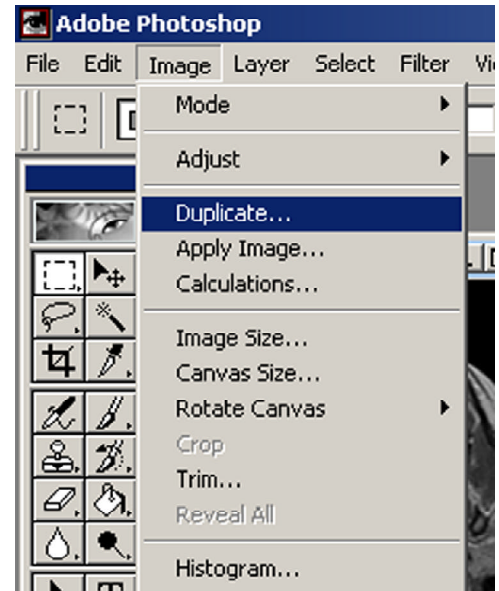 Adobe Photoshop
File Edit Image Layer Select Filter
Mode
Adjust
Duplicate...
Apply Image...
Calculations...
Image Size...
Canvas Size...
Rotate Canvas
Crop
Trim...
Reveal All
Histogram...